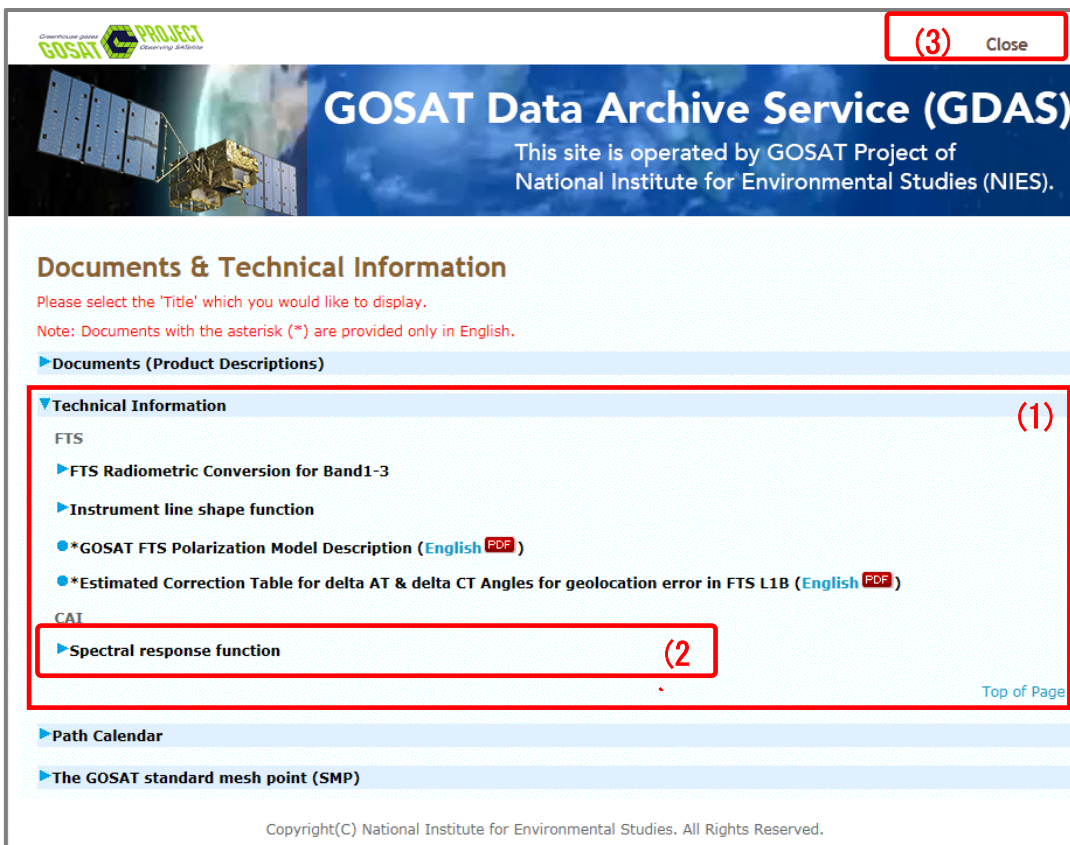 Greenhouse gases
GOSAT PROJECT
Observing SATellite
(3) Close
GOSAT Data Archive Service (GDAS)
This site is operated by GOSAT Project of
National Institute for Environmental Studies (NIES).
Documents & Technical Information
Please select the 'Title' which you would like to display.
Note: Documents with the asterisk (*) are provided only in English.
Documents (Product Descriptions)
Technical Information
(1)
FTS
FTS Radiometric Conversion for Band1-3
Instrument line shape function
*GOSAT FTS Polarization Model Description (English PDF )
*Estimated Correction Table for delta AT & delta CT Angles for geolocation error in FTS L1B (English PDF )
CAI
Spectral response function
(2
Top of Page
Path Calendar
The GOSAT standard mesh point (SMP)
Copyright(C) National Institute for Environmental Studies. All Rights Reserved.